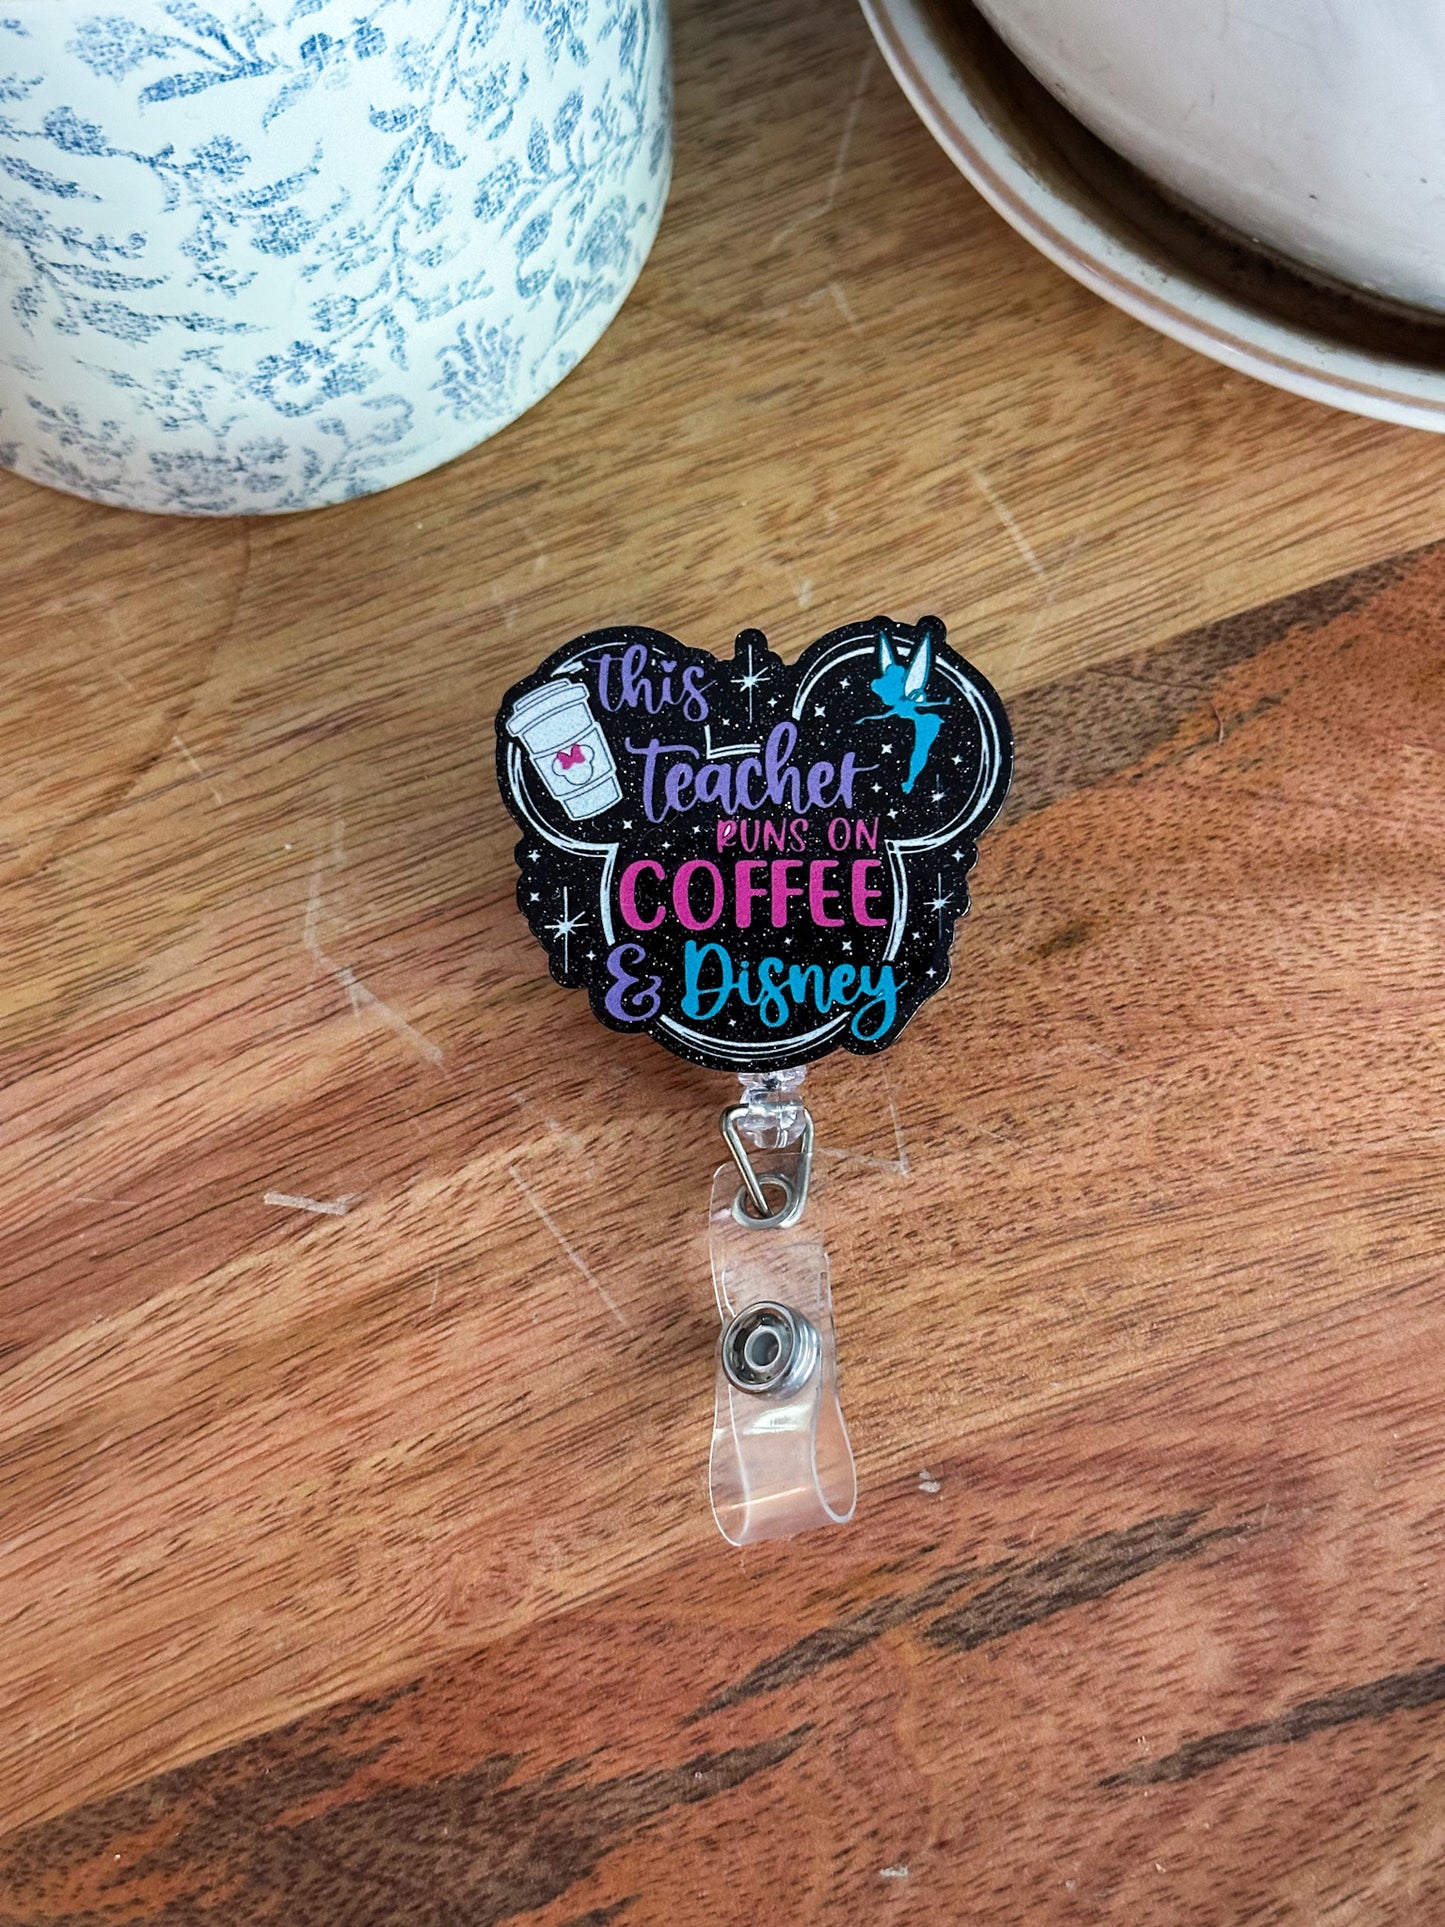 this
teacher
RUNS ON
COFFEE
& Disney